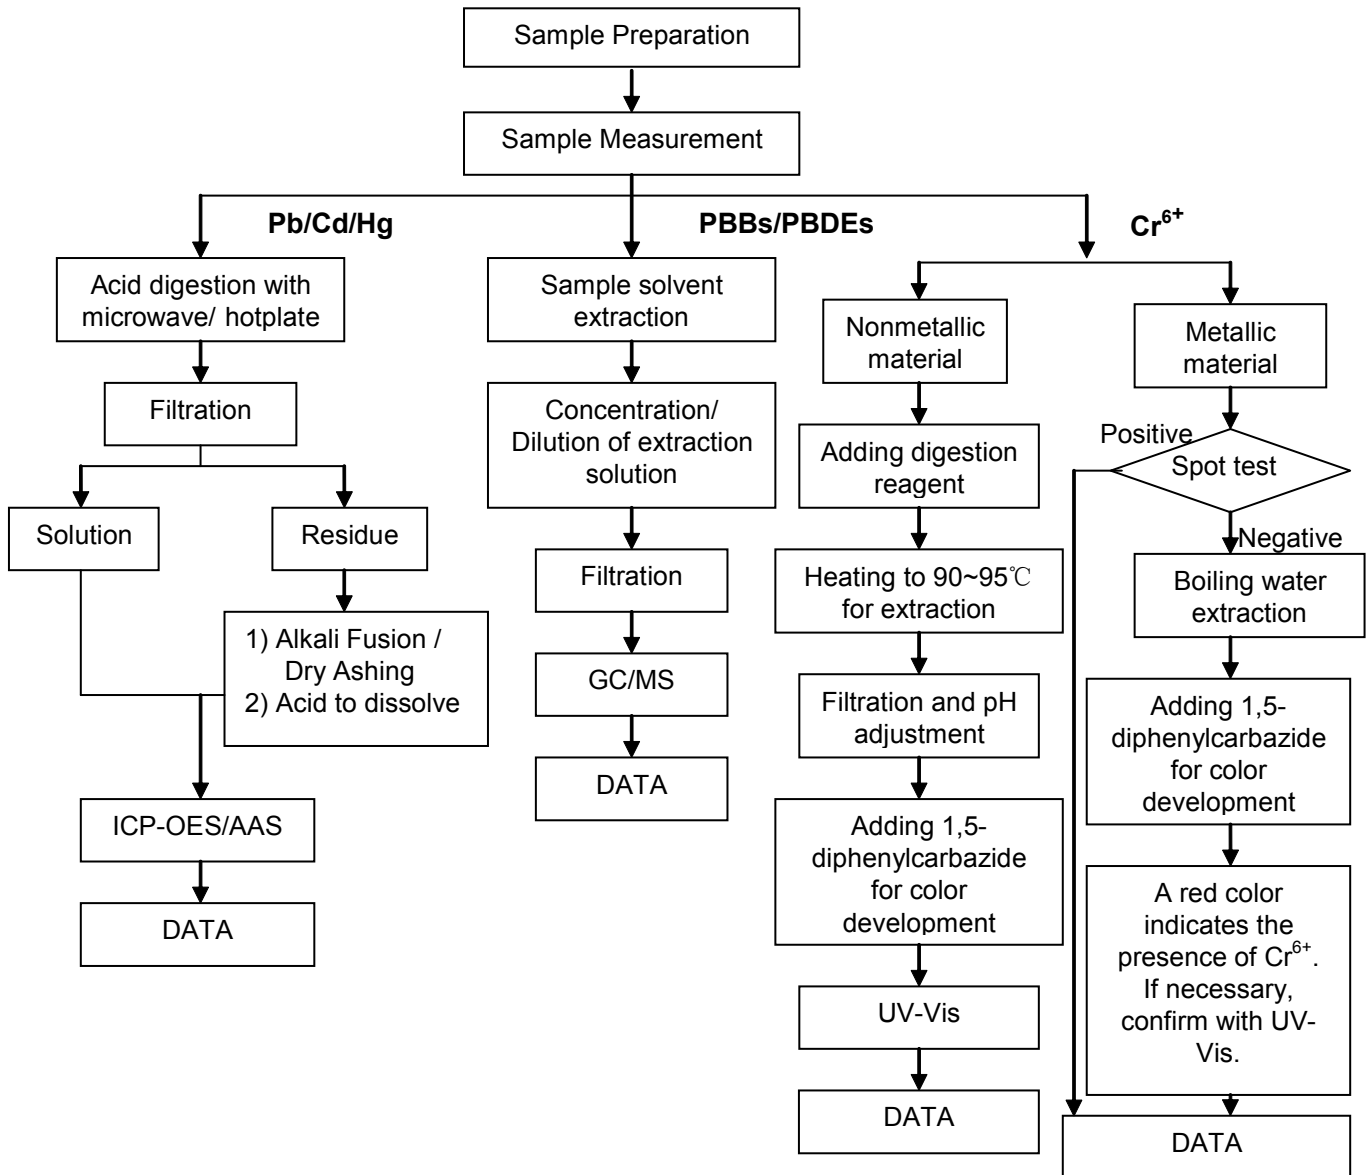 Sample Preparation
Sample Measurement
Pb/Cd/Hg
PBBs/PBDEs
Cr⁶⁺
Acid digestion with
microwave/ hotplate
Filtration
Solution
Residue
1) Alkali Fusion /
Dry Ashing
2) Acid to dissolve
ICP-OES/AAS
DATA
Sample solvent
extraction
Concentration/
Dilution of extraction
solution
Filtration
GC/MS
DATA
Nonmetallic
material
Adding digestion
reagent
Heating to 90~95℃
for extraction
Filtration and pH
adjustment
Adding 1,5-
diphenylcarbazide
for color
development
UV-Vis
DATA
Metallic
material
Positive
Spot test
Negative
Boiling water
extraction
Adding 1,5-
diphenylcarbazide
for color
development
A red color
indicates the
presence of Cr⁶⁺.
If necessary,
confirm with UV-
Vis.
DATA